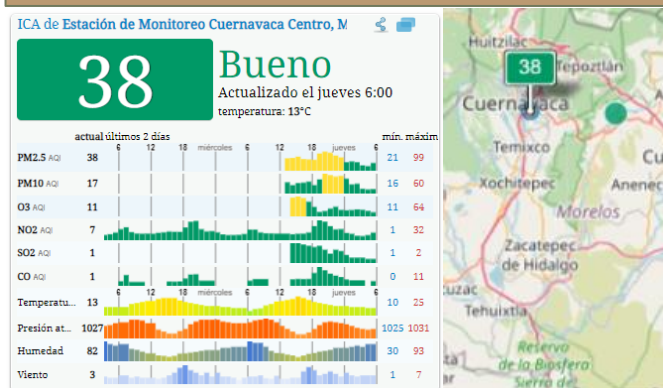 ICA de Estación de Monitoreo Cuernavaca Centro, M
38
Bueno
Actualizado el jueves 6:00
temperatura: 13°C
actual últimos 2 días mín. máxim
6 12 18 miércoles 6 12 18 jueves 6
PM2.5 AQI 38 21 99
PM10 AQI 17 16 60
O3 AQI 11 11 64
NO2 AQI 7 1 32
SO2 AQI 1 1 2
CO AQI 1 0 11
6 12 18 miércoles 6 12 18 jueves 6
Temperatu... 13 10 25
Presión at... 1027 1025 1031
Humedad 82 30 93
Viento 3 1 7
Huitzilac
38
Tepoztlán
Cuernavaca
Temixco
Cu
Xochitepec
Anenec
Morelos
Zacatepec
de Hidalgo
uzac
Tehuixtla
Reserva
de la Biosfera
Sierra de